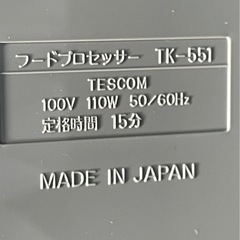 フードプロセッサー TK-551
TESCOM
100V 110W 50/60Hz
定格時間 15分
MADE IN JAPAN